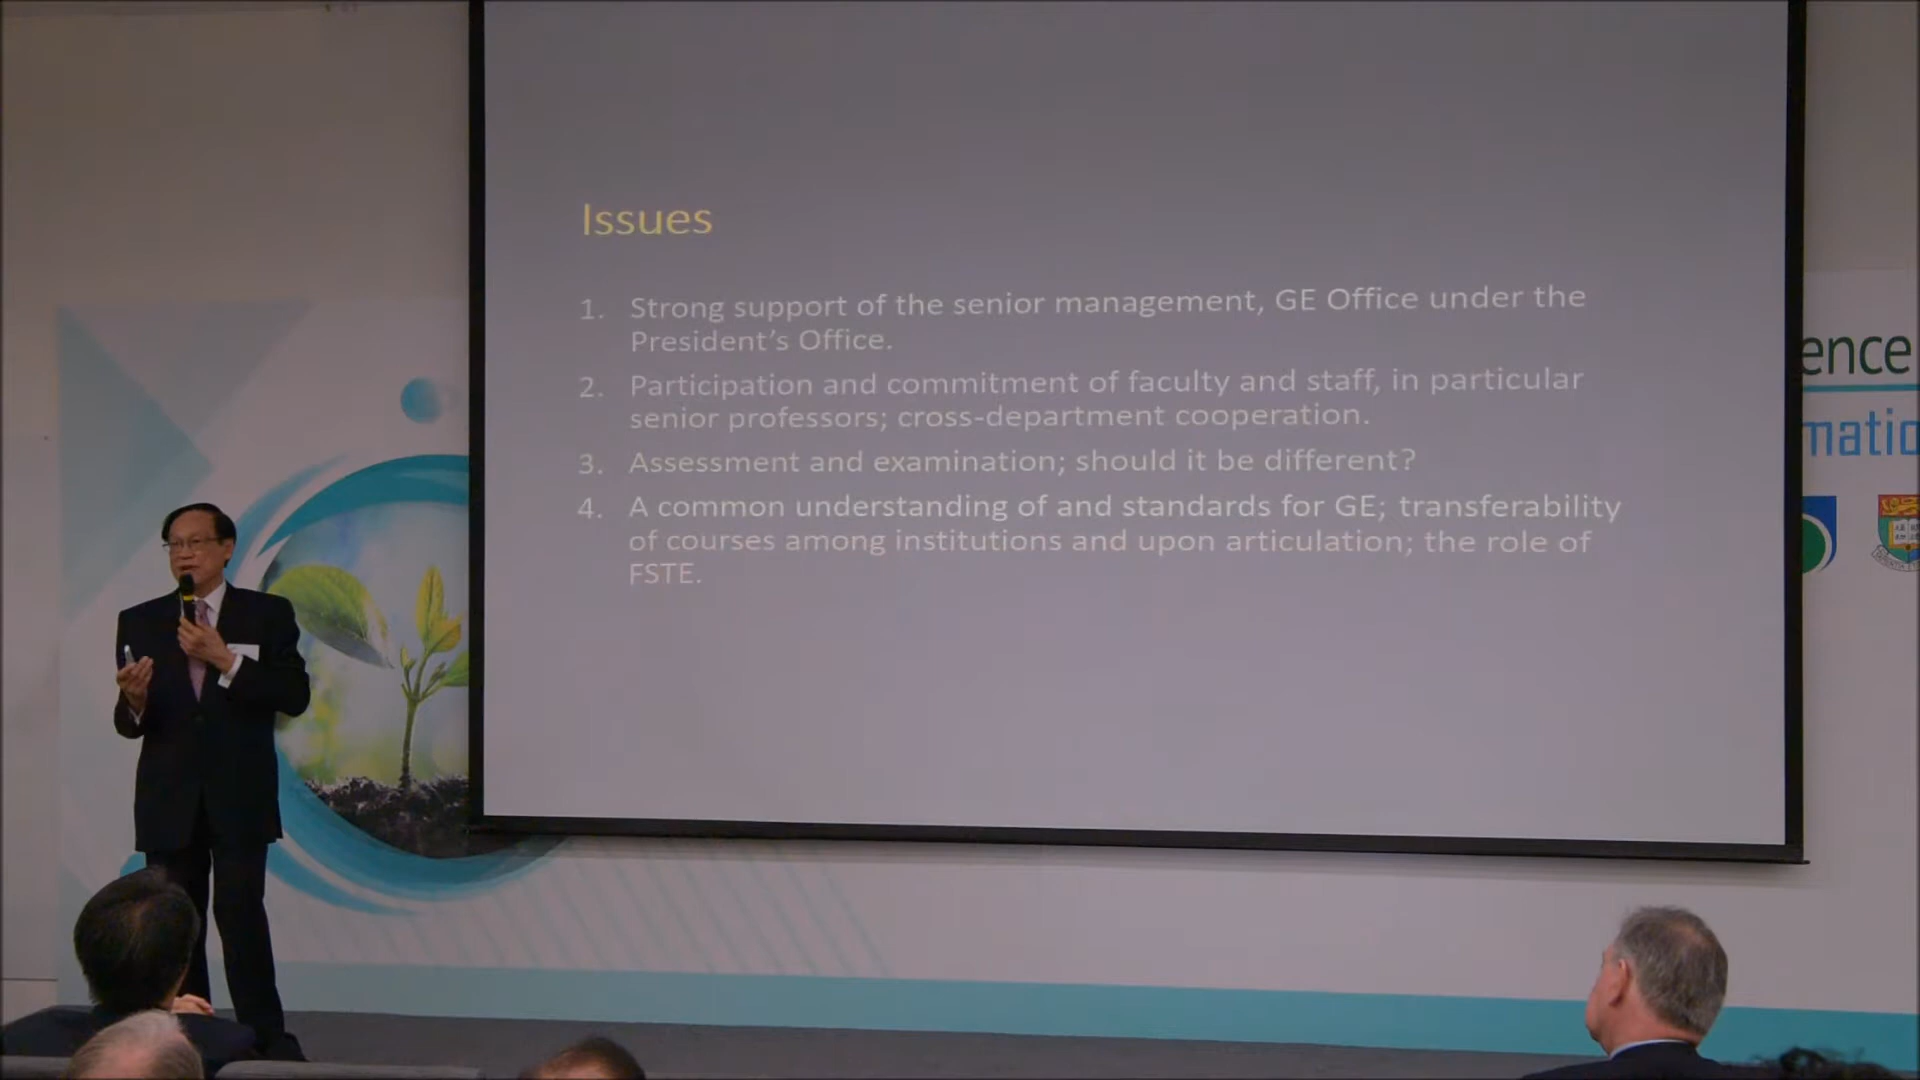 Issues
1. Strong support of the senior management, GE Office under the
President's Office.
2. Participation and commitment of faculty and staff, in particular
senior professors; cross-department cooperation.
3. Assessment and examination; should it be different?
4. A common understanding of and standards for GE; transferability
of courses among institutions and upon articulation; the role of
FSTE.
ence
matio